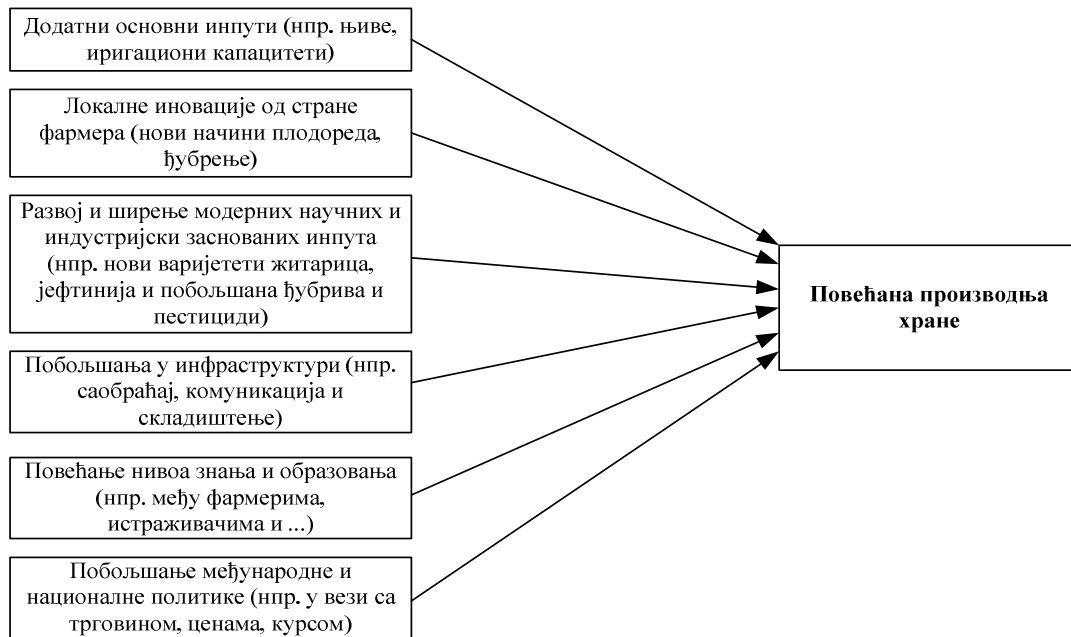 Додатни основни инпути (нпр. њиве,
иригациони капацитети)
Локалне иновације од стране
фармера (нови начини плодореда,
ђубрење)
Развој и ширење модерних научних и
индустријски заснованих инпута
(нпр. нови варијетети житарица,
јефтинија и побољшана ђубрива и
пестициди)
Побољшања у инфраструктури (нпр.
саобраћај, комуникација и
складиштење)
Повећање нивоа знања и образовања
(нпр. међу фармерима,
истраживачима и ...)
Побољшање међународне и
националне политике (нпр. у вези са
трговином, ценама, курсом)
Повећана производња
хране